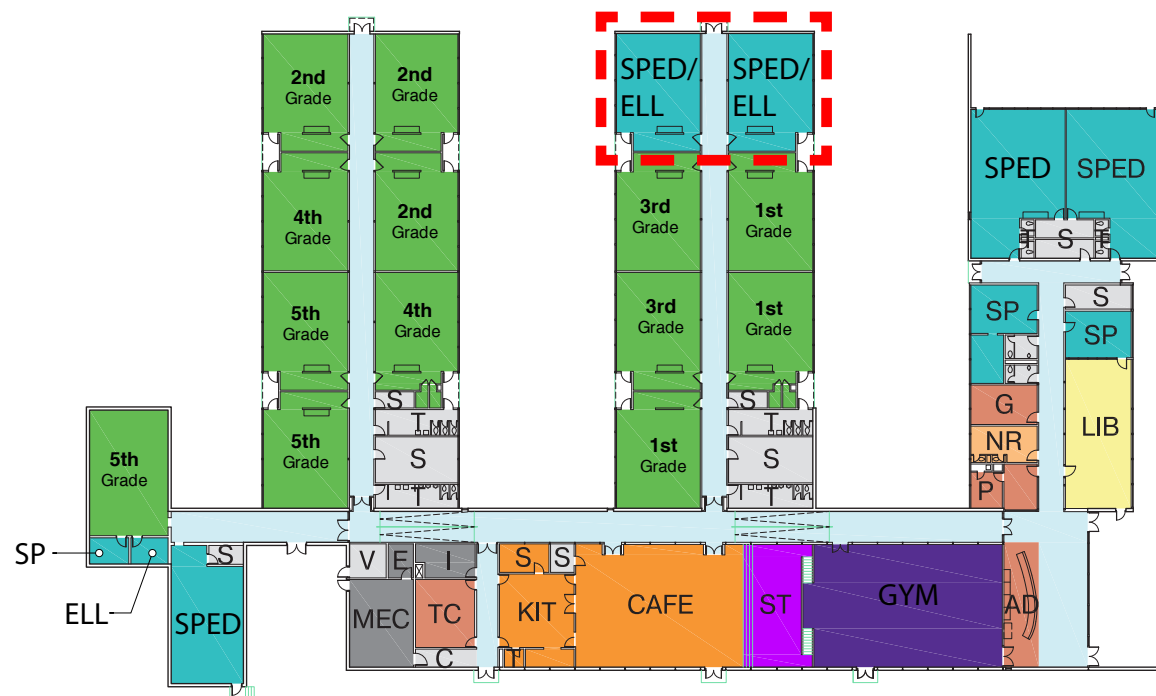 2nd
Grade
2nd
Grade
SPED/
ELL
SPED/
ELL
SPED
SPED
4th
Grade
2nd
Grade
3rd
Grade
1st
Grade
S
5th
Grade
4th
Grade
3rd
Grade
1st
Grade
SP
S
SP
S
S
G
LIB
5th
Grade
T
1st
Grade
T
5th
Grade
S
S
NR
T
T
P
SP
ELL
S
SPED
V
E
I
S
S
MEC
TC
KIT
CAFE
ST
GYM
AD
C
T